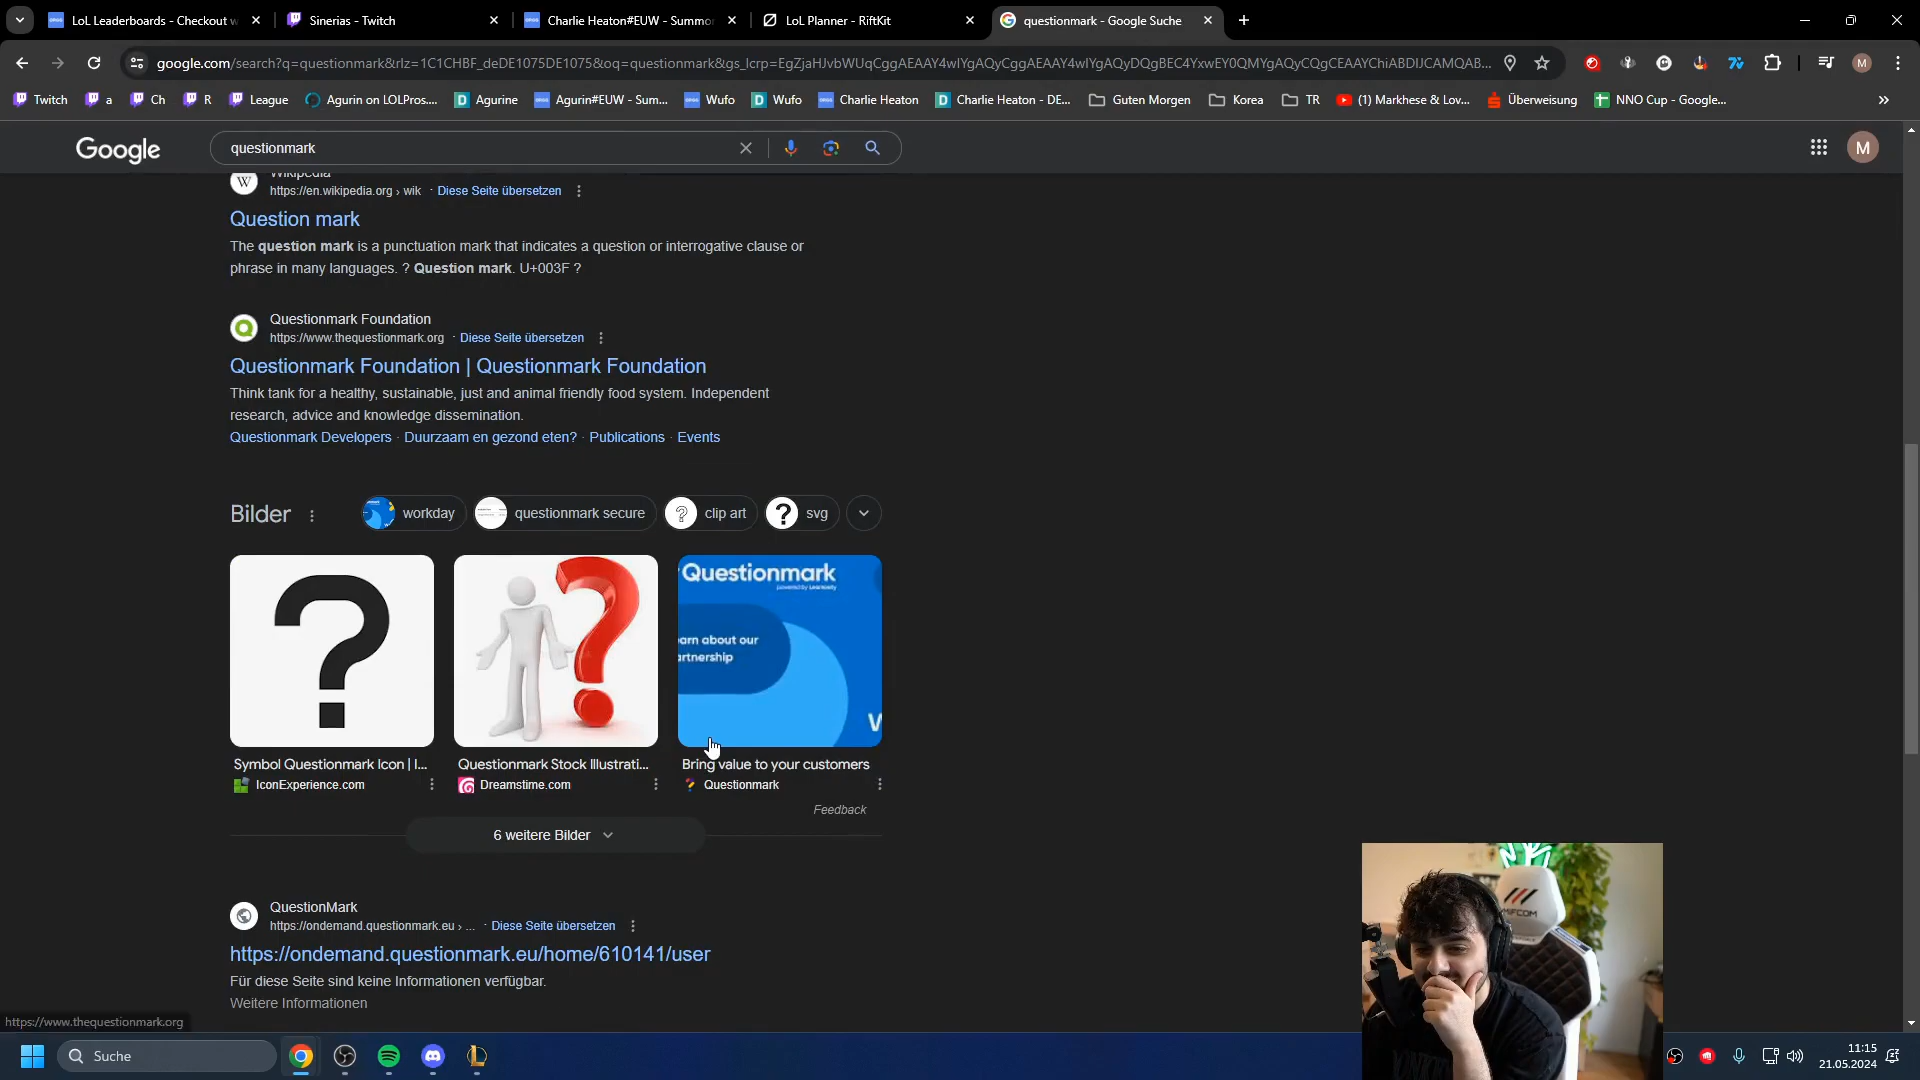 LoL Leaderboards - Checkout w
Sinerias - Twitch
Charlie Heaton#EUW - Summo
LoL Planner - RiftKit
questionmark - Google Suche
google.com/search?q=questionmark&rlz=1C1CHBF_deDE1075DE1075&oq=questionmark&gs_lcrp=EgZjaHJvbWUqCggAEAAY4wIYgAQyCggAEAAY4wIYgAQyDQgBEC4YxwEY0QMYgAQyCQgCEAAYChiABDIJCAMQAB...
Twitch
a
Ch
R
League
Agurin on LOLPros....
Agurine
Agurin#EUW - Sum...
Wufo
Wufo
Charlie Heaton
Charlie Heaton - DE...
Guten Morgen
Korea
TR
(1) Markhese & Lov...
Überweisung
NNO Cup - Google...
Google
questionmark
M
Wikipedia
https://en.wikipedia.org › wik · Diese Seite übersetzen
Question mark
The question mark is a punctuation mark that indicates a question or interrogative clause or
phrase in many languages. ? Question mark. U+003F ?
Questionmark Foundation
https://www.thequestionmark.org · Diese Seite übersetzen
Questionmark Foundation | Questionmark Foundation
Think tank for a healthy, sustainable, just and animal friendly food system. Independent
research, advice and knowledge dissemination.
Questionmark Developers · Duurzaam en gezond eten? · Publications · Events
Bilder
workday
questionmark secure
clip art
svg
?
?
Questionmark
powered by Learnosity
earn about our
artnership
Symbol Questionmark Icon | I...
IconExperience.com
Questionmark Stock Illustrati...
Dreamstime.com
Bring value to your customers
Questionmark
Feedback
6 weitere Bilder
QuestionMark
https://ondemand.questionmark.eu › ... · Diese Seite übersetzen
https://ondemand.questionmark.eu/home/610141/user
Für diese Seite sind keine Informationen verfügbar.
Weitere Informationen
https://www.thequestionmark.org
MIFCOM
Suche
11:15
21.05.2024